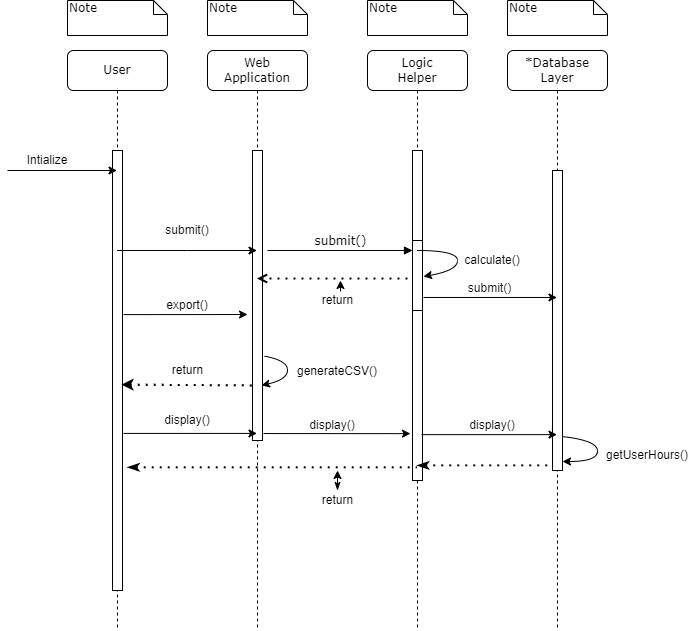 Note
Note
Note
Note
User
Web
Application
Logic
Helper
*Database
Layer
Intialize
submit()
submit()
calculate()
submit()
return
export()
return
generateCSV()
display()
display()
display()
getUserHours()
return